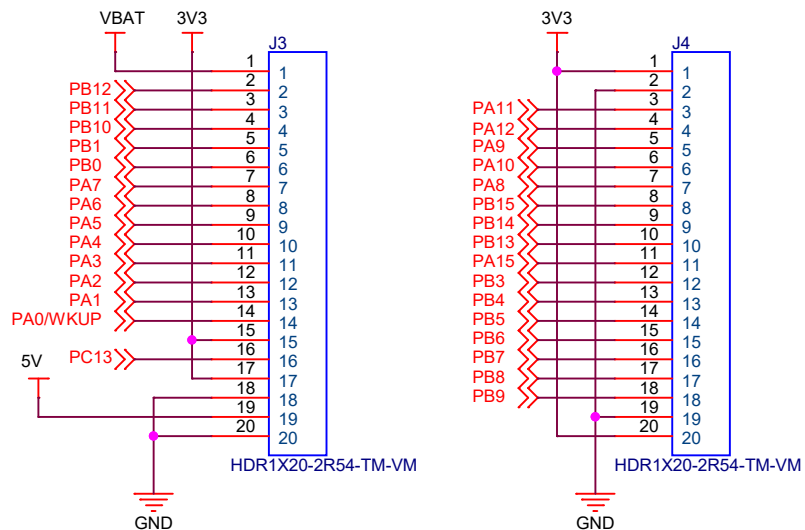 VBAT 3V3
J3
1 1
PB12 2 2
PB11 3 3
PB10 4 4
PB1 5 5
PB0 6 6
PA7 7 7
PA6 8 8
PA5 9 9
PA4 10 10
PA3 11 11
PA2 12 12
PA1 13 13
PA0/WKUP 14 14
15 15
PC13 16 16
17 17
18 18
5V 19 19
20 20
HDR1X20-2R54-TM-VM
GND
3V3
J4
1 1
2 2
PA11 3 3
PA12 4 4
PA9 5 5
PA10 6 6
PA8 7 7
PB15 8 8
PB14 9 9
PB13 10 10
PA15 11 11
PB3 12 12
PB4 13 13
PB5 14 14
PB6 15 15
PB7 16 16
PB8 17 17
PB9 18 18
19 19
20 20
HDR1X20-2R54-TM-VM
GND